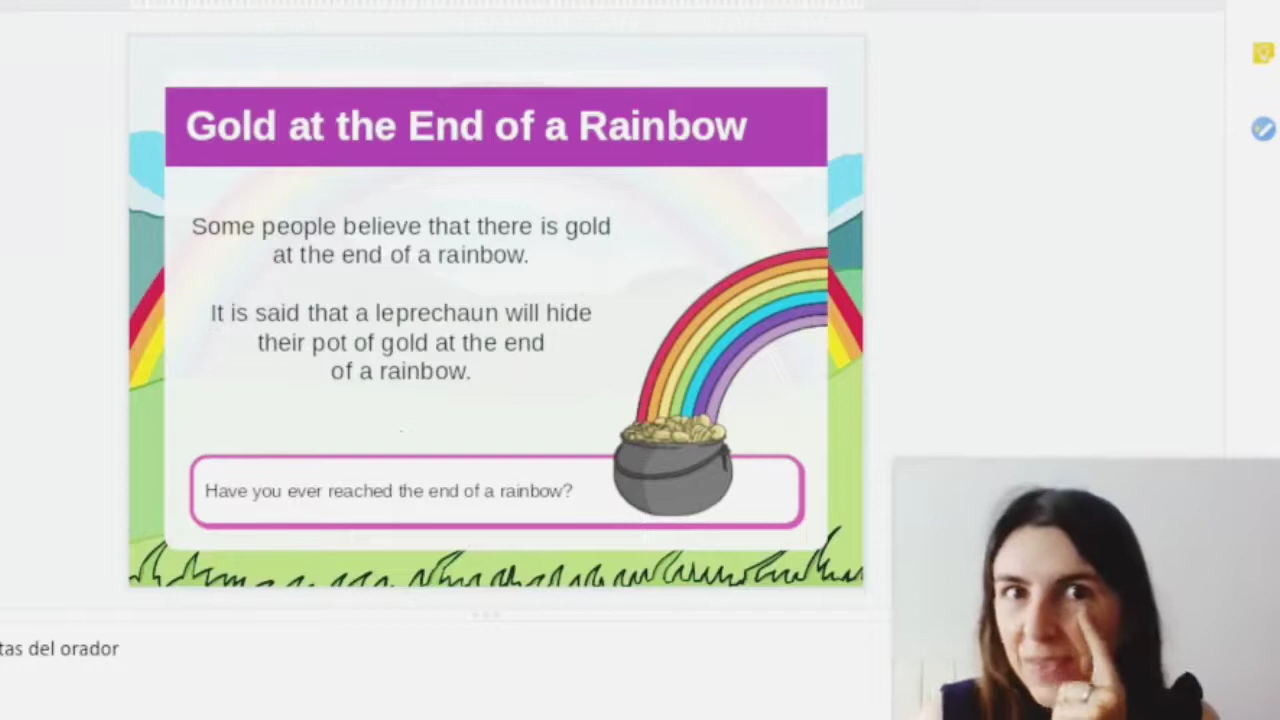 Gold at the End of a Rainbow
Some people believe that there is gold
at the end of a rainbow.
It is said that a leprechaun will hide
their pot of gold at the end
of a rainbow.
Have you ever reached the end of a rainbow?
tas del orador